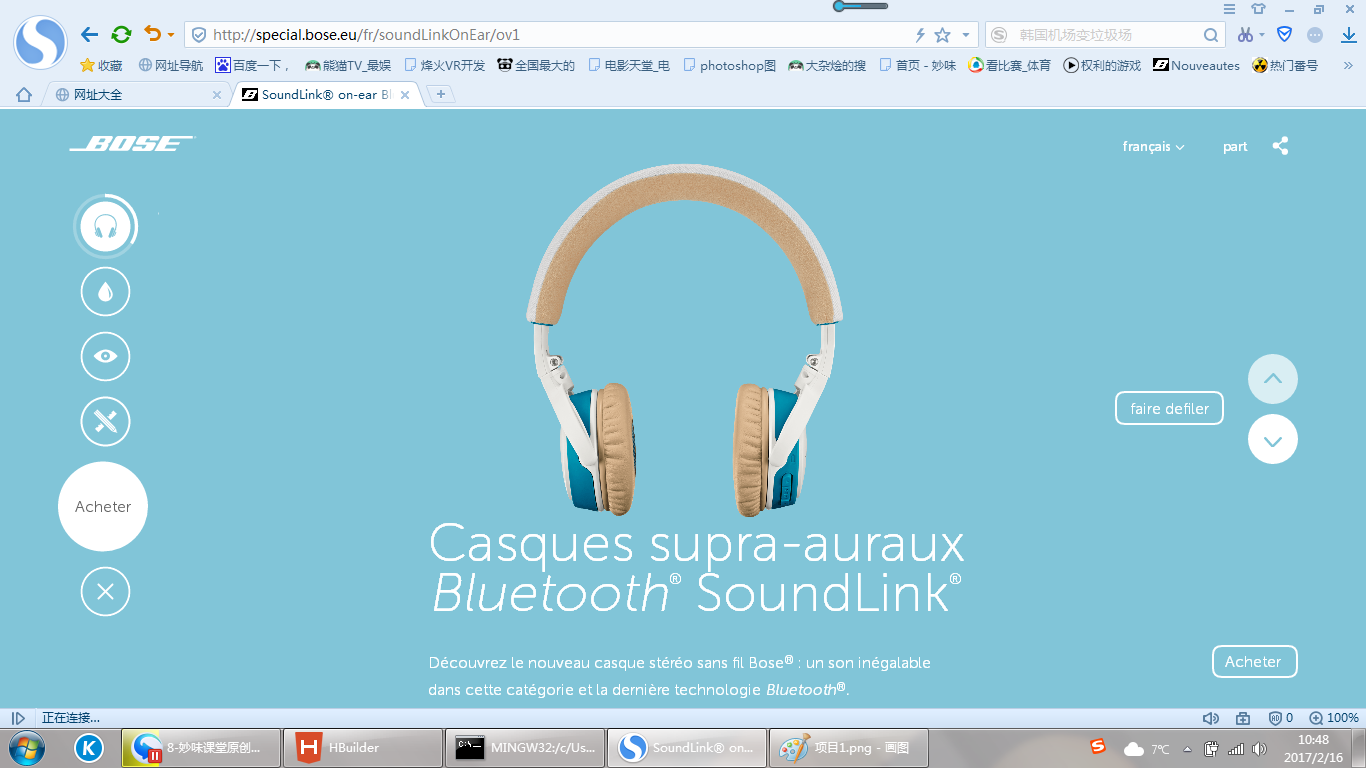 http://special.bose.eu/fr/soundLinkOnEar/ov1
韩国机场变垃圾场
收藏 网址导航 百度一下， 熊猫TV_最娱 烽火VR开发 全国最大的 电影天堂_电 photoshop图 大杂烩的搜 首页 - 妙味 看比赛_体育 权利的游戏 Nouveautes 热门番号 »
网址大全 SoundLink® on-ear Bl
BOSE
français part
Acheter
faire defiler
Casques supra-auraux
Bluetooth® SoundLink®
Découvrez le nouveau casque stéréo sans fil Bose® : un son inégalable
dans cette catégorie et la dernière technologie Bluetooth®.
Acheter
正在连接... 0 100%
8-妙味课堂原创... HBuilder MINGW32:/c/Us... SoundLink® on... 项目1.png - 画图 7℃
10:48
2017/2/16